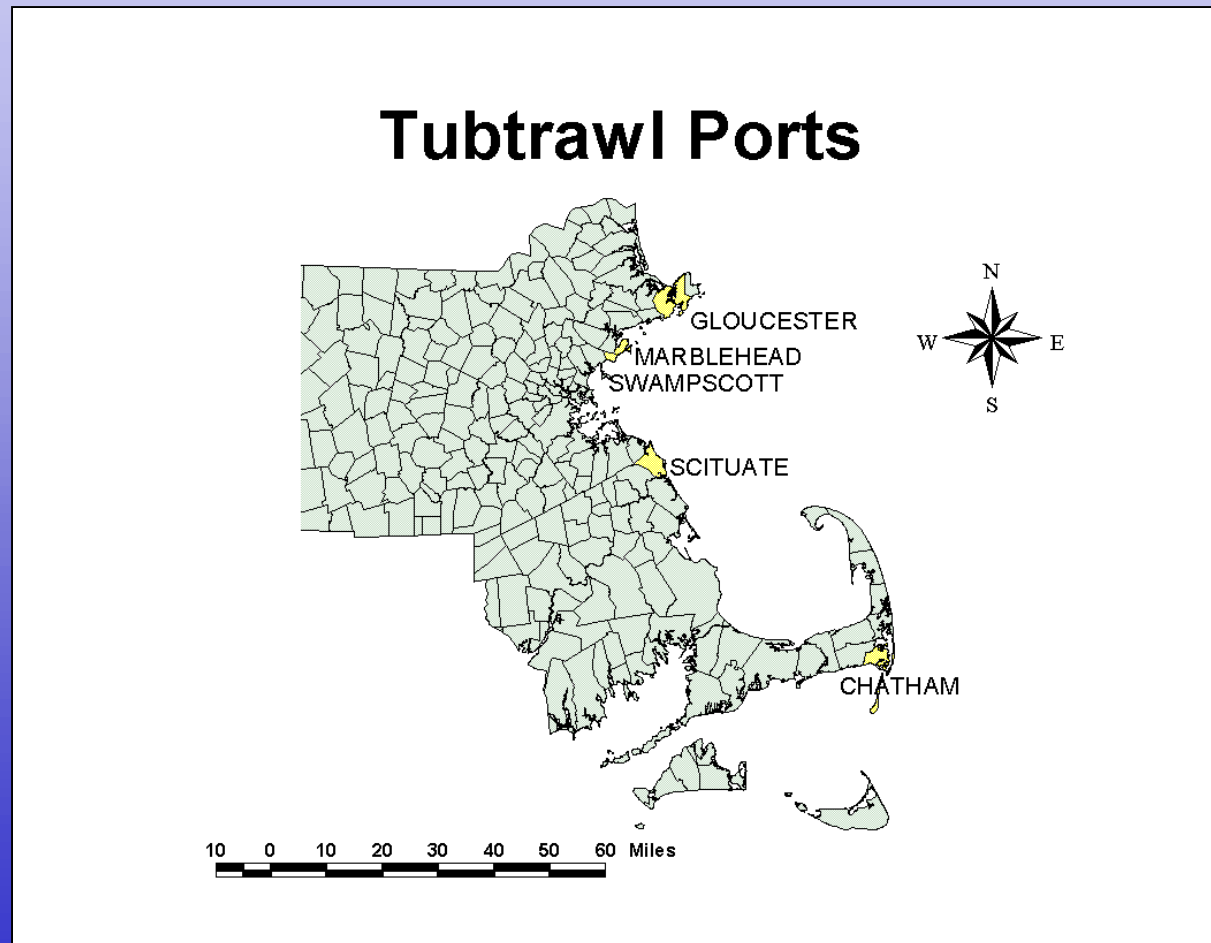 Tubtrawl Ports
N
W E
S
GLOUCESTER
MARBLEHEAD
SWAMPSCOTT
SCITUATE
CHATHAM
10 0 10 20 30 40 50 60 Miles